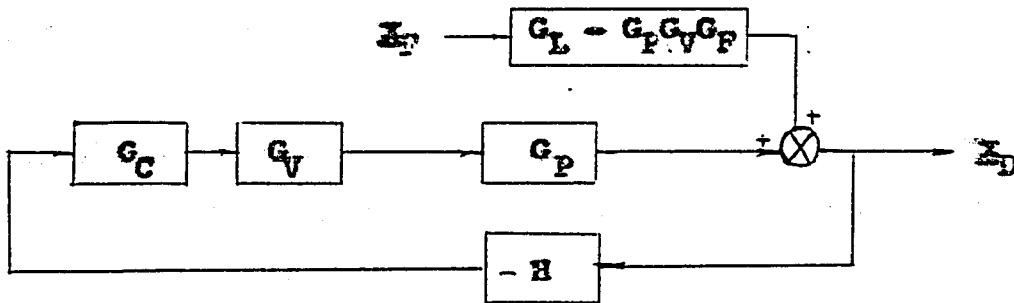 X_F G_L - G_P G_V G_F
+
G_C G_V G_P + X_D
- H